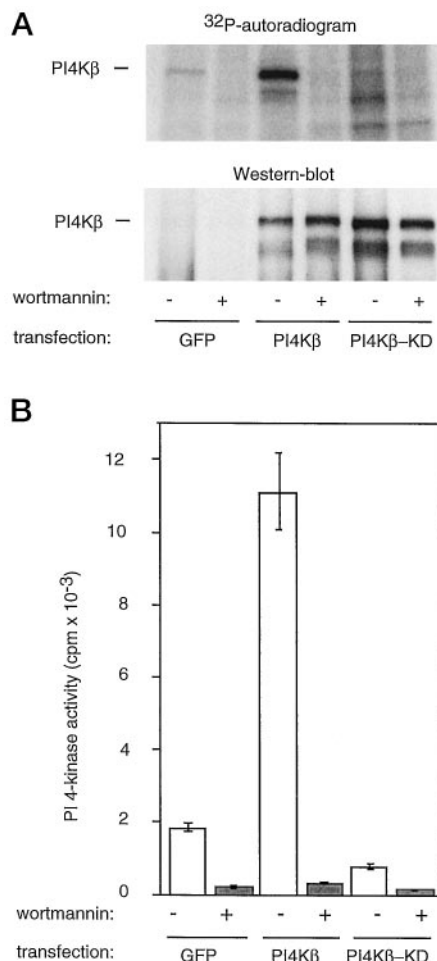 A
32P-autoradiogram
PI4Kβ
Western-blot
PI4Kβ
wortmannin: - + - + - +
transfection: GFP PI4Kβ PI4Kβ–KD
B
PI 4-kinase activity (cpm x 10-3)
12
10
8
6
4
2
0
wortmannin: - + - + - +
transfection: GFP PI4Kβ PI4Kβ–KD